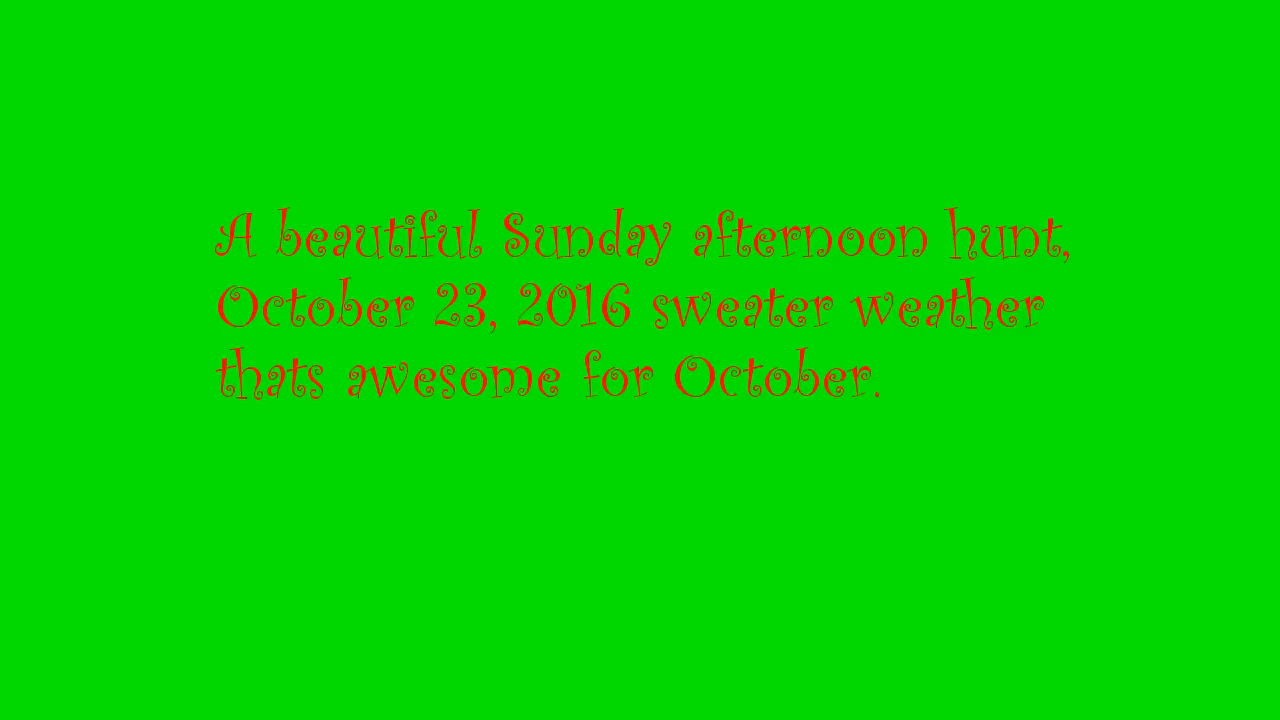 A beautiful Sunday afternoon hunt,
October 23, 2016 sweater weather
thats awesome for October.